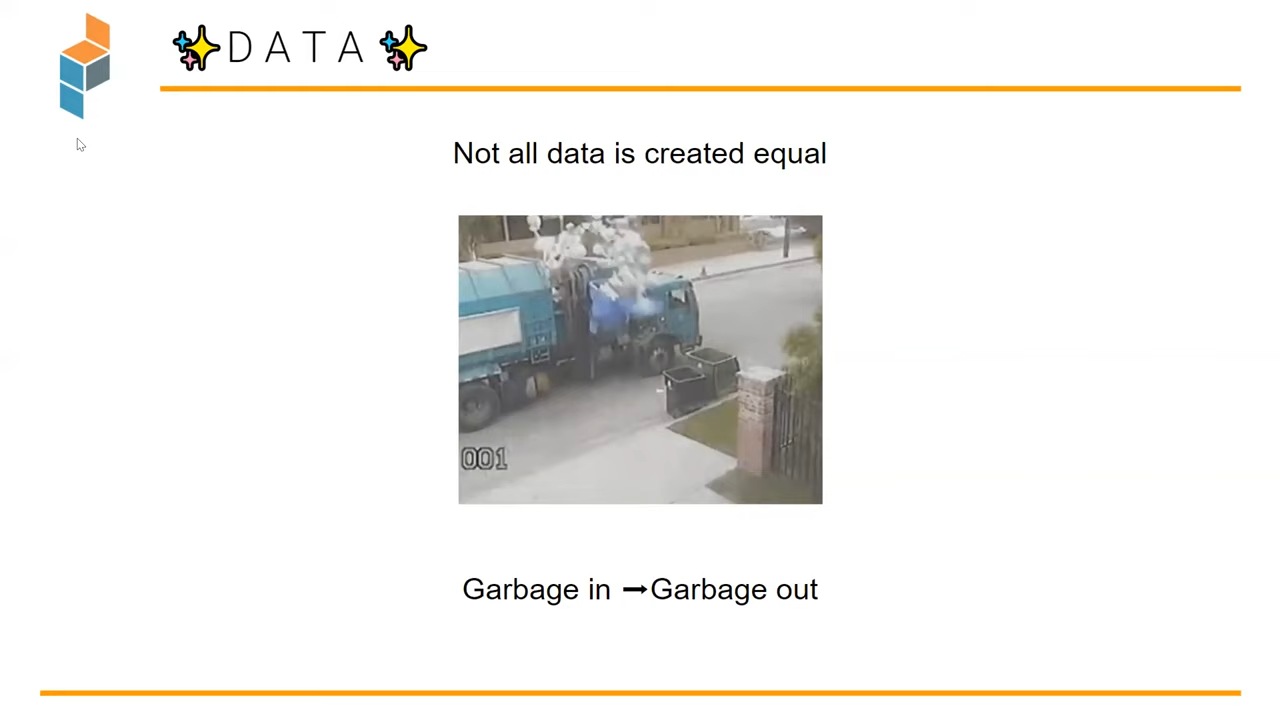 ✨DATA✨
Not all data is created equal
001
Garbage in ➞Garbage out